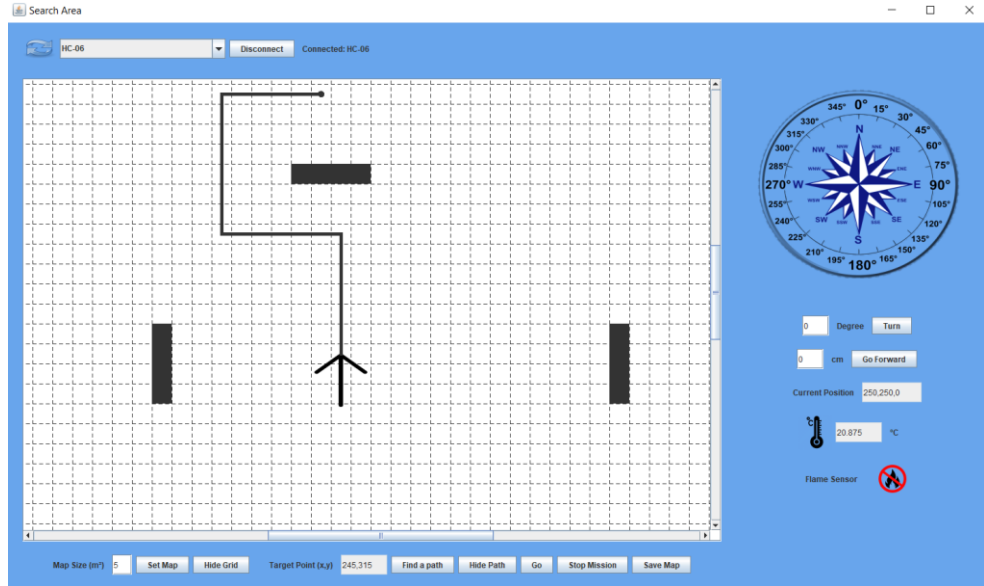 Search Area
HC-06
Disconnect
Connected: HC-06
0°
15°
30°
45°
60°
75°
90°
105°
120°
135°
150°
165°
180°
195°
210°
225°
240°
255°
270°
285°
300°
315°
330°
345°
N
NE
E
SE
S
SW
W
NW
0 Degree Turn
0 cm Go Forward
Current Position 250,250,0
°C 20.875 °C
Flame Sensor
Map Size (m²) 5 Set Map Hide Grid Target Point (x,y) 245,315 Find a path Hide Path Go Stop Mission Save Map